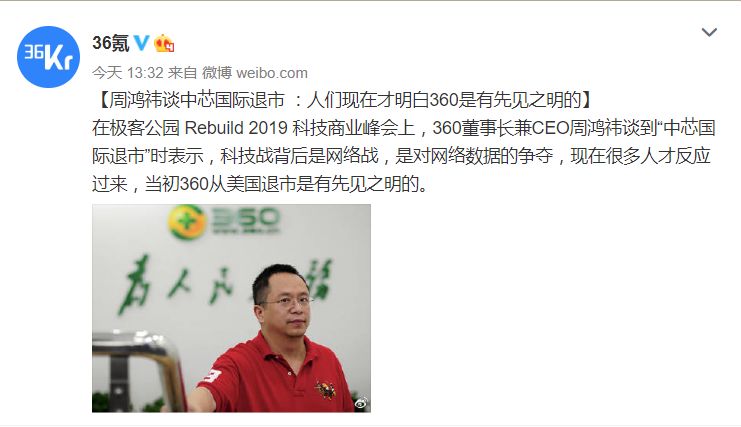 36Kr
36氪
今天 13:32 来自 微博 weibo.com
【周鸿祎谈中芯国际退市 ：人们现在才明白360是有先见之明的】
在极客公园 Rebuild 2019 科技商业峰会上，360董事长兼CEO周鸿祎谈到“中芯国
际退市”时表示，科技战背后是网络战，是对网络数据的争夺，现在很多人才反应
过来，当初360从美国退市是有先见之明的。
360
为人民服务